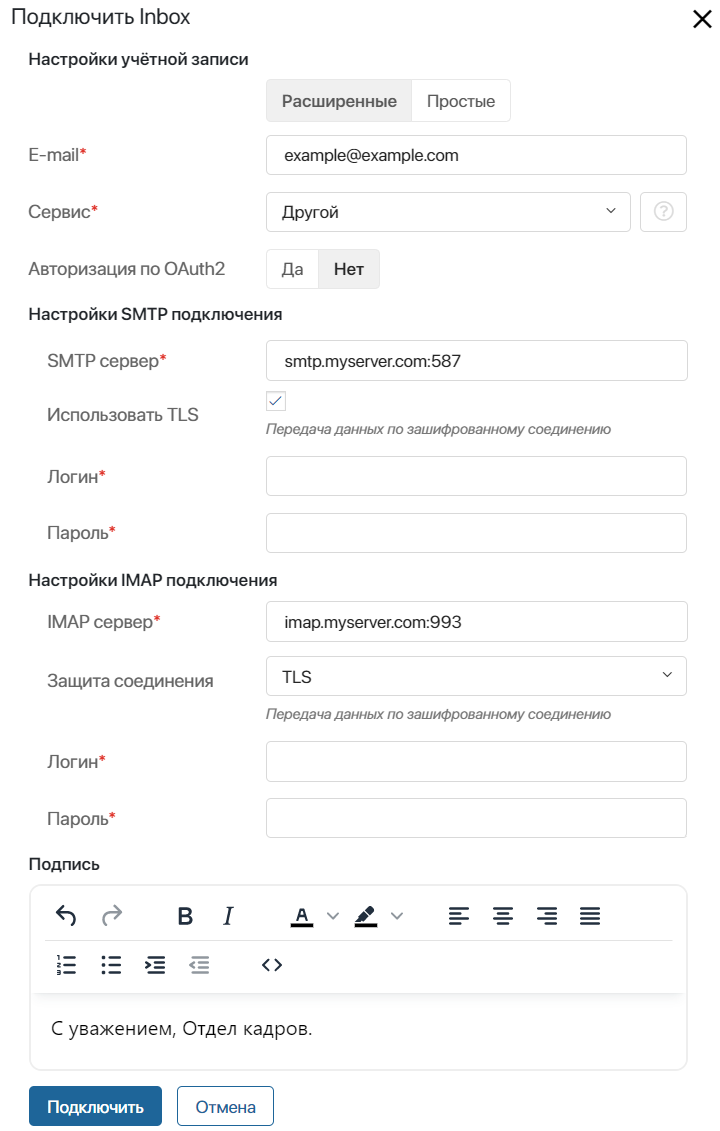 Подключить Inbox
Настройки учётной записи
Расширенные Простые
E-mail* example@example.com
Сервис* Другой ?
Авторизация по OAuth2 Да Нет
Настройки SMTP подключения
SMTP сервер* smtp.myserver.com:587
Использовать TLS
Передача данных по зашифрованному соединению
Логин*
Пароль*
Настройки IMAP подключения
IMAP сервер* imap.myserver.com:993
Защита соединения TLS
Передача данных по зашифрованному соединению
Логин*
Пароль*
Подпись
B I A
С уважением, Отдел кадров.
Подключить Отмена